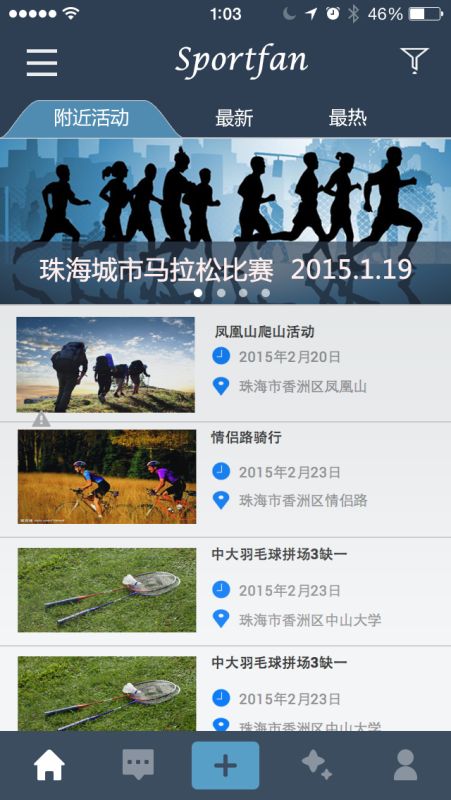 1:03
46%
Sportfan
附近活动
最新
最热
珠海城市马拉松比赛 2015.1.19
凤凰山爬山活动
2015年2月20日
珠海市香洲区凤凰山
情侣路骑行
2015年2月23日
珠海市香洲区情侣路
中大羽毛球拼场3缺一
2015年2月23日
珠海市香洲区中山大学
中大羽毛球拼场3缺一
2015年2月23日
珠海市香洲区中山大学